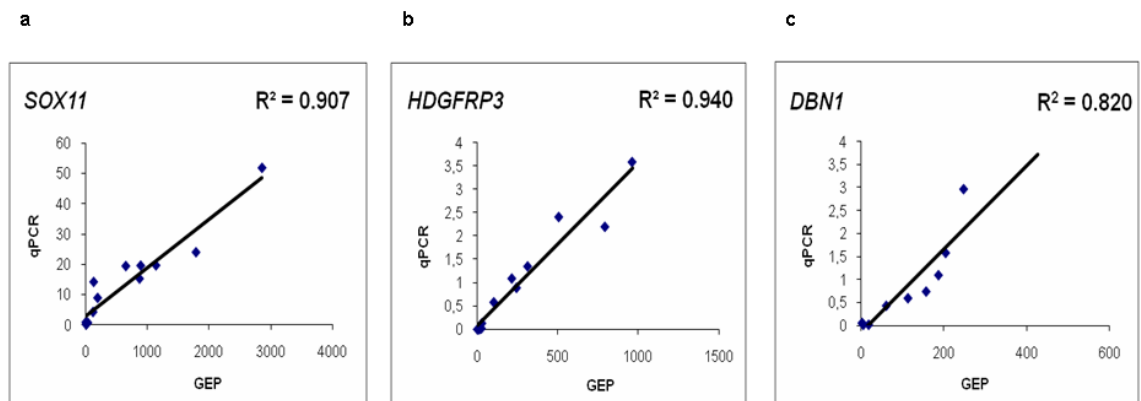 a
b
c
SOX11
R² = 0.907
60
50
40
30
20
10
0
qPCR
0
1000
2000
3000
4000
GEP
HDGFRP3
R² = 0.940
4
3,5
3
2,5
2
1,5
1
0,5
0
qPCR
0
500
1000
1500
GEP
DBN1
R² = 0.820
4
3,5
3
2,5
2
1,5
1
0,5
0
qPCR
0
200
400
600
GEP